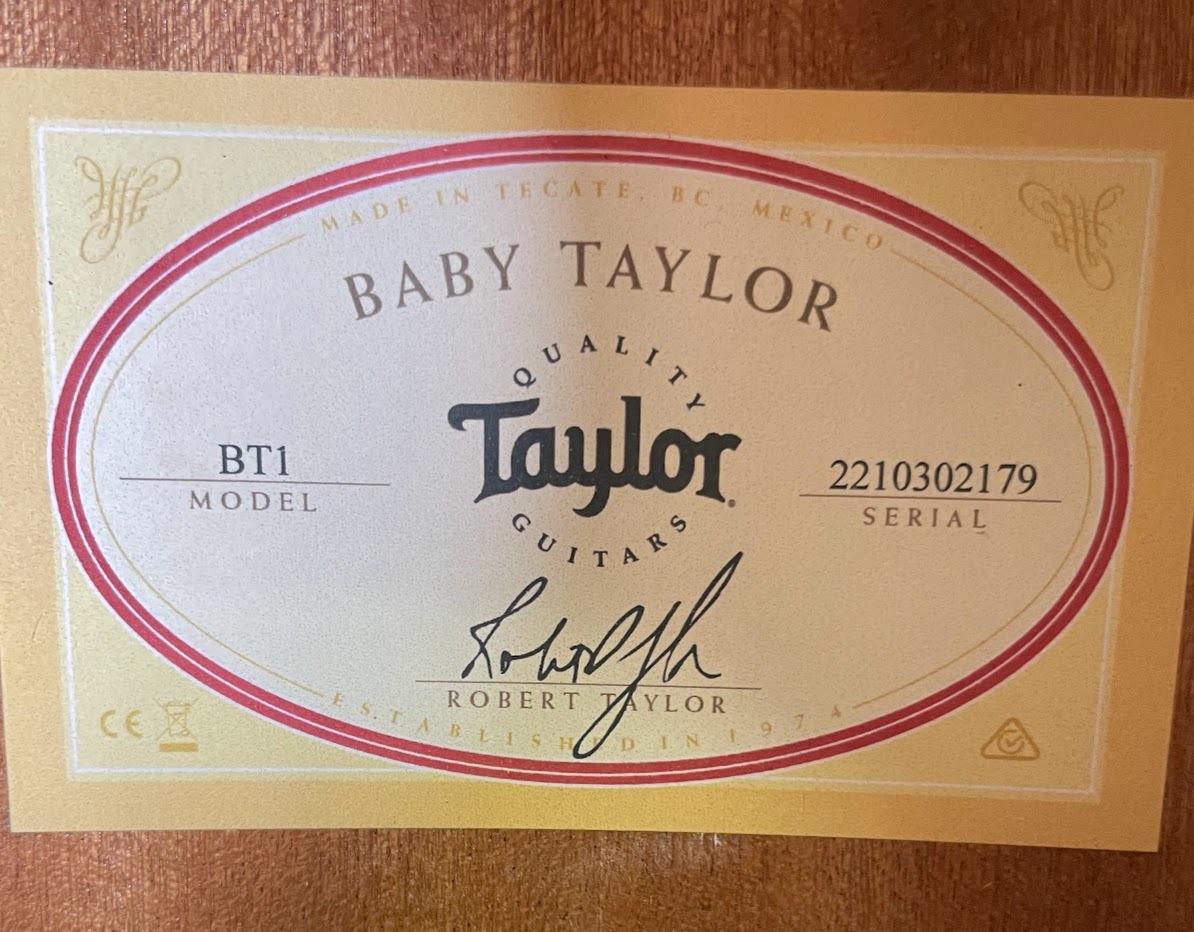 MADE IN TECATE, BC, MEXICO
BABY TAYLOR
QUALITY
Taylor
GUITARS
BT1
MODEL
2210302179
SERIAL
ROBERT TAYLOR
ESTABLISHED IN 1974
CE